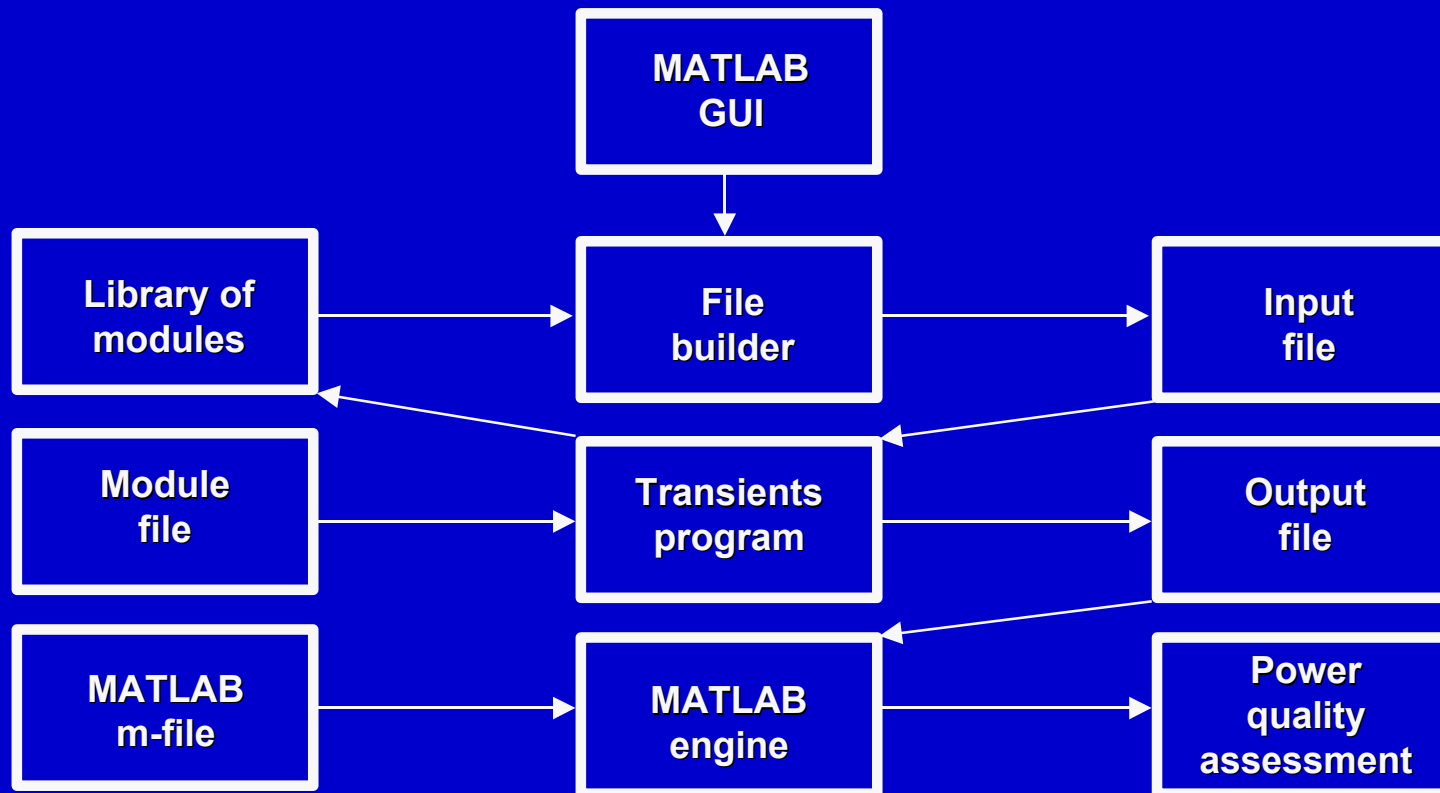 MATLAB
GUI
Library of
modules
File
builder
Input
file
Module
file
Transients
program
Output
file
MATLAB
m-file
MATLAB
engine
Power
quality
assessment